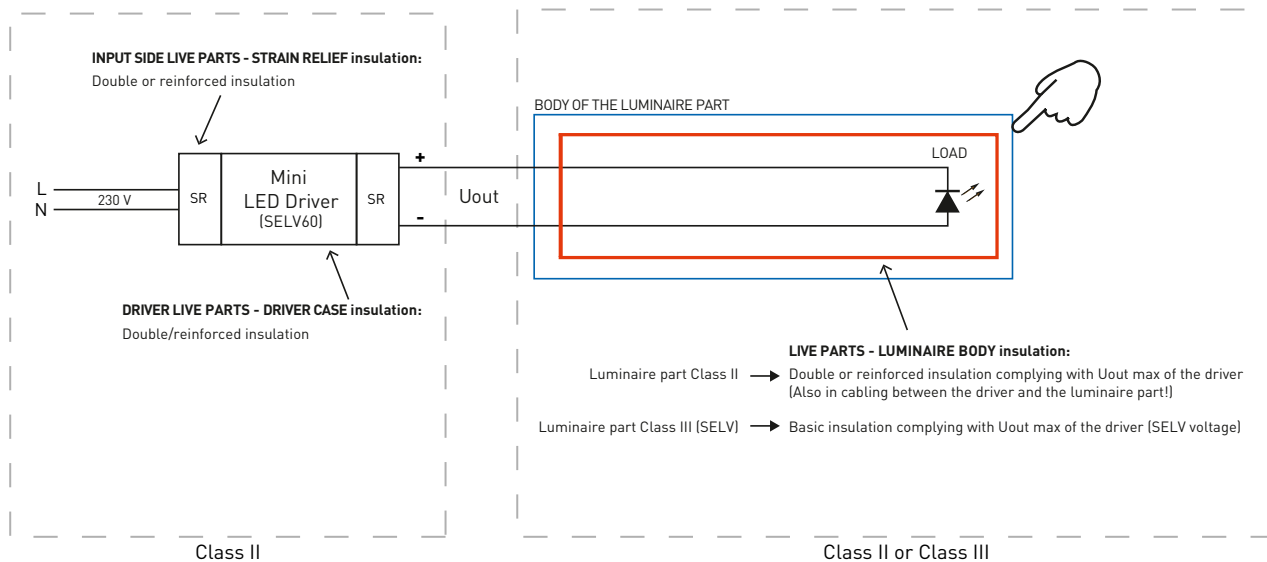 INPUT SIDE LIVE PARTS - STRAIN RELIEF insulation:
Double or reinforced insulation
BODY OF THE LUMINAIRE PART
L
N
230 V
SR
Mini
LED Driver
(SELV60)
SR
+
-
Uout
LOAD
DRIVER LIVE PARTS - DRIVER CASE insulation:
Double/reinforced insulation
LIVE PARTS - LUMINAIRE BODY insulation:
Luminaire part Class II
Double or reinforced insulation complying with Uout max of the driver
(Also in cabling between the driver and the luminaire part!)
Luminaire part Class III (SELV)
Basic insulation complying with Uout max of the driver (SELV voltage)
Class II
Class II or Class III